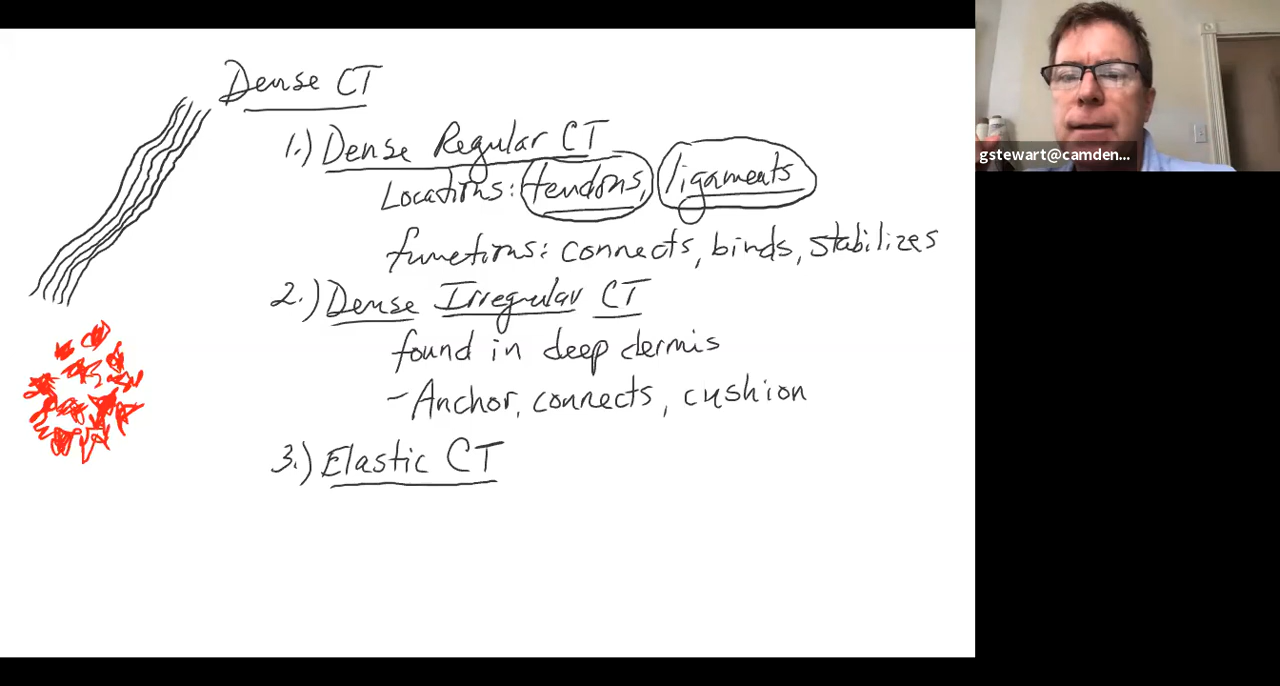 Dense CT
1.) Dense Regular CT
Locations: tendons, ligaments
functions: connects, binds, stabilizes
2.) Dense Irregular CT
found in deep dermis
- Anchor, connects, cushion
3.) Elastic CT
gstewart@camden...